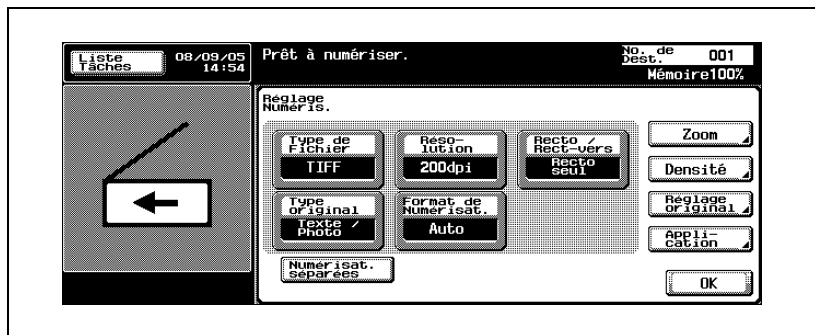 Liste
Tâches
08/09/05
14:54
Prêt à numériser.
No. de
Dest.
001
Mémoire100%
Réglage
Numéris.
Type de
Fichier
TIFF
Réso-
lution
200dpi
Recto /
Rect-vers
Recto
seul
Type
original
Texte /
Photo
Format de
Numérisat.
Auto
Numérisat.
séparées
Zoom
Densité
Réglage
original
Appli-
cation
OK